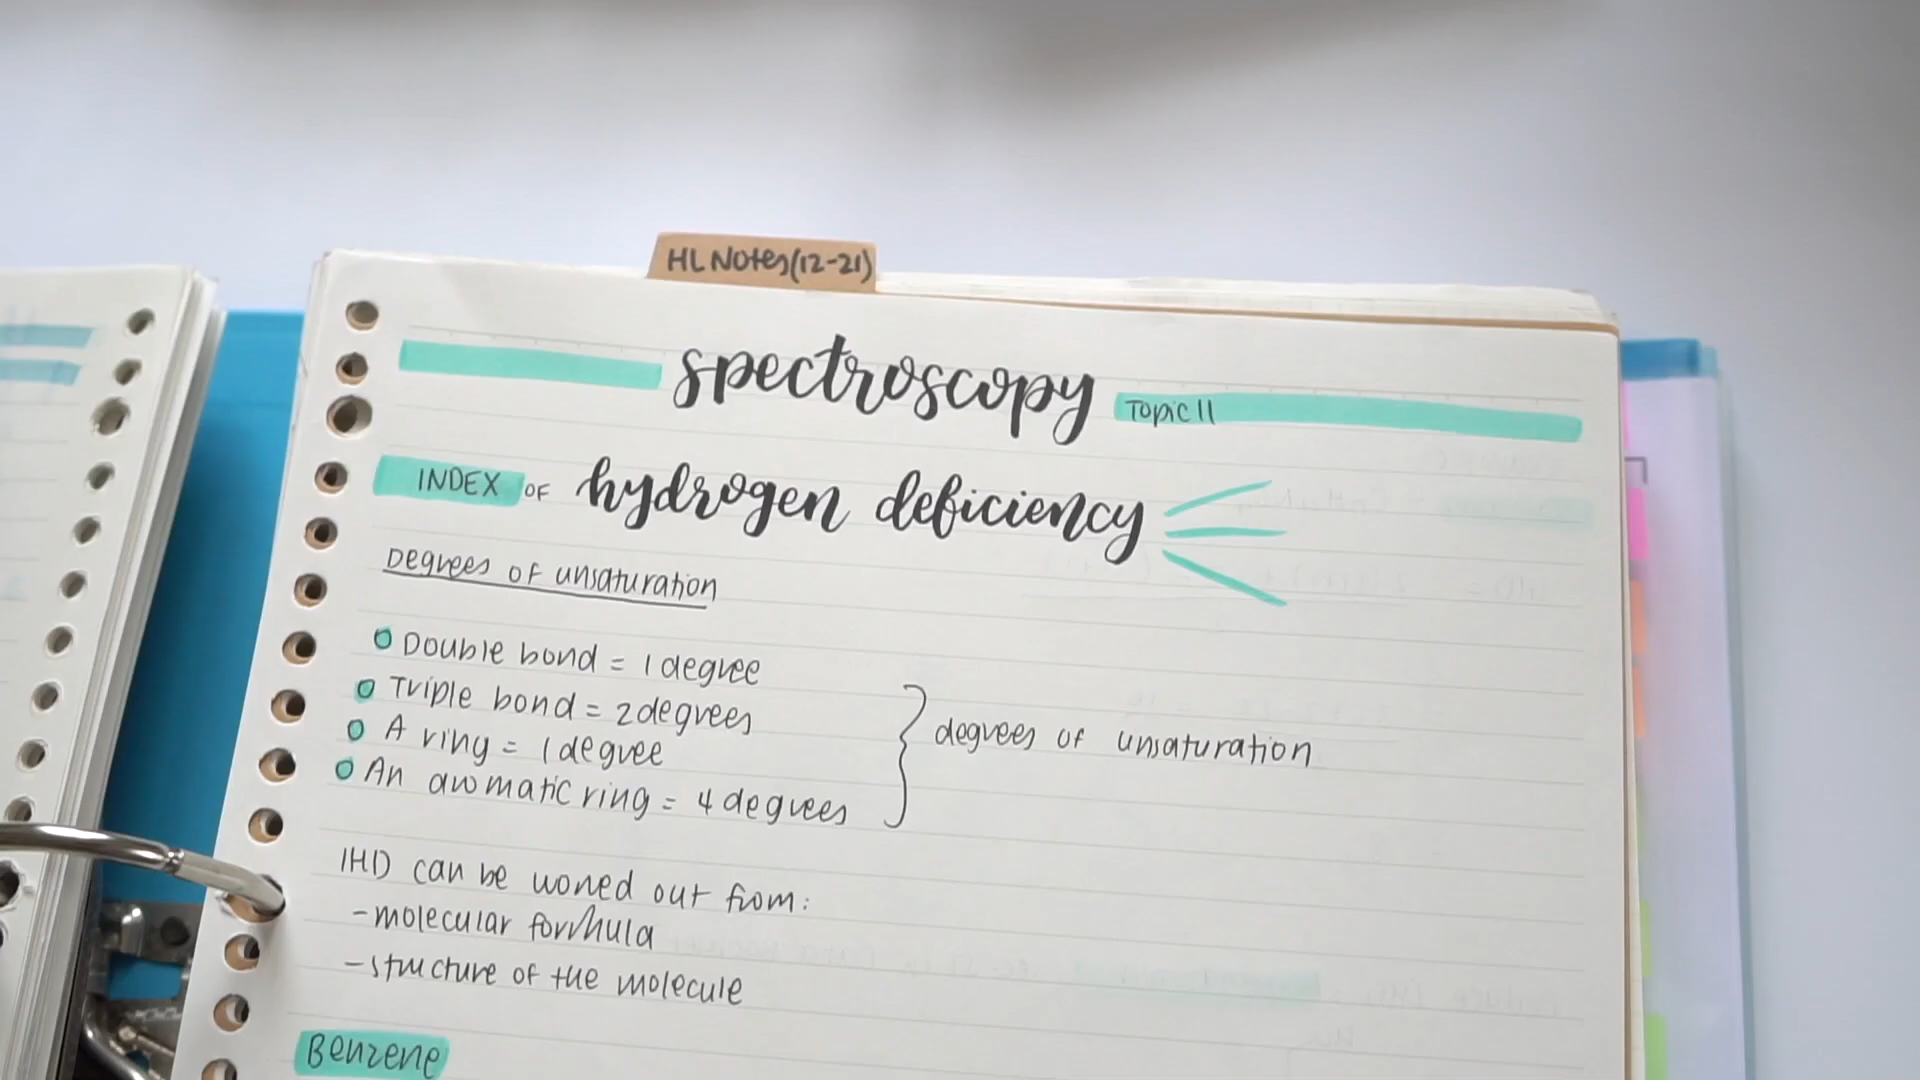 HL Notes(12-21)
spectroscopy Topic 11
INDEX OF hydrogen deficiency
Degrees of unsaturation
Double bond = 1 degree
Triple bond = 2 degrees
A ring = 1 degree
An aromatic ring = 4 degrees
degrees of unsaturation
IHD can be worked out from:
- molecular formula
- structure of the molecule
Benzene